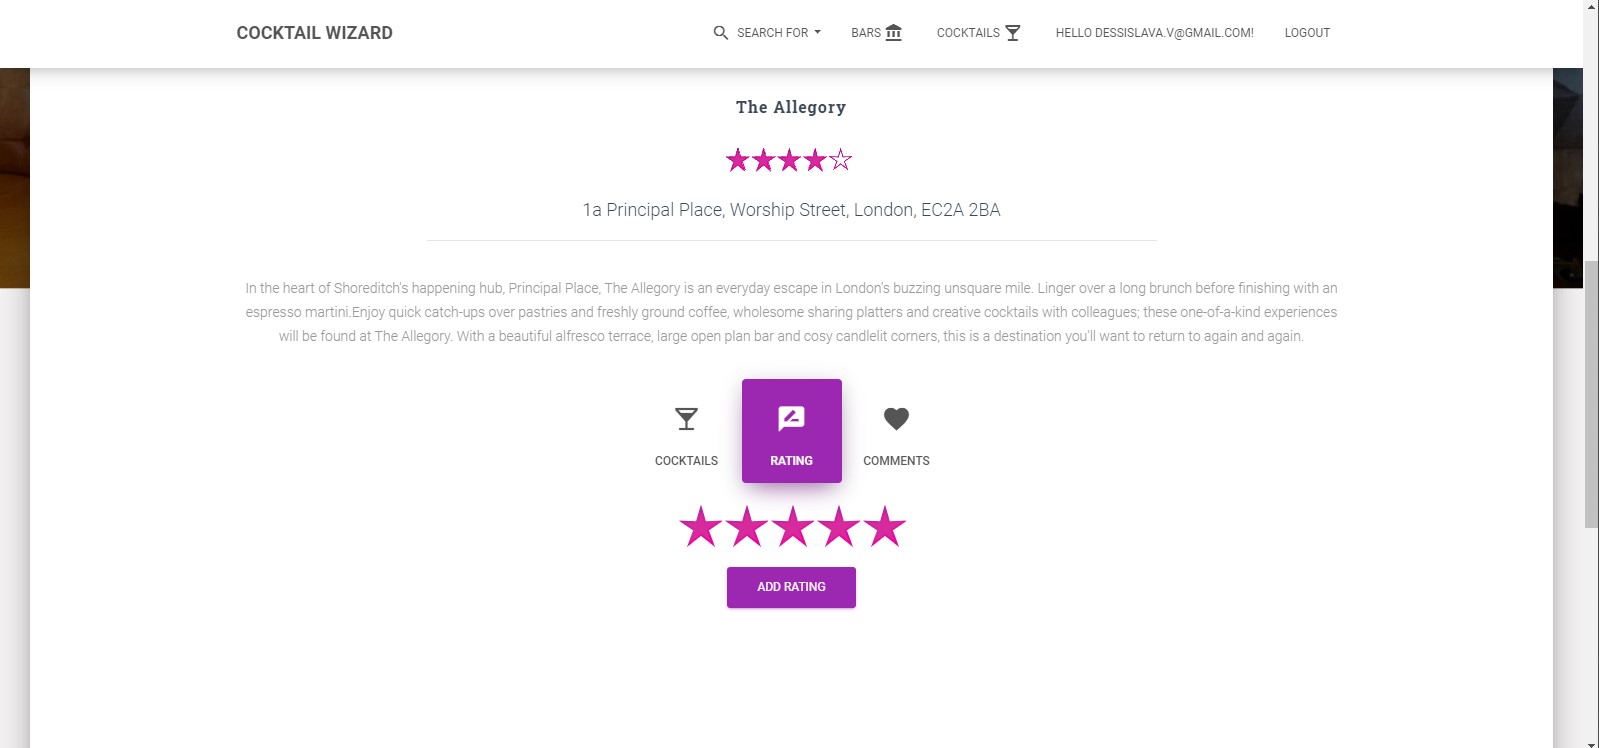 COCKTAIL WIZARD
SEARCH FOR
BARS
COCKTAILS
HELLO DESSISLAVA.V@GMAIL.COM!
LOGOUT
The Allegory
1a Principal Place, Worship Street, London, EC2A 2BA
In the heart of Shoreditch's happening hub, Principal Place, The Allegory is an everyday escape in London's buzzing unsquare mile. Linger over a long brunch before finishing with an
espresso martini.Enjoy quick catch-ups over pastries and freshly ground coffee, wholesome sharing platters and creative cocktails with colleagues; these one-of-a-kind experiences
will be found at The Allegory. With a beautiful alfresco terrace, large open plan bar and cosy candlelit corners, this is a destination you'll want to return to again and again.
COCKTAILS
RATING
COMMENTS
ADD RATING